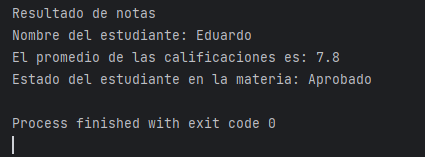 Resultado de notas
Nombre del estudiante: Eduardo
El promedio de las calificaciones es: 7.8
Estado del estudiante en la materia: Aprobado
Process finished with exit code 0